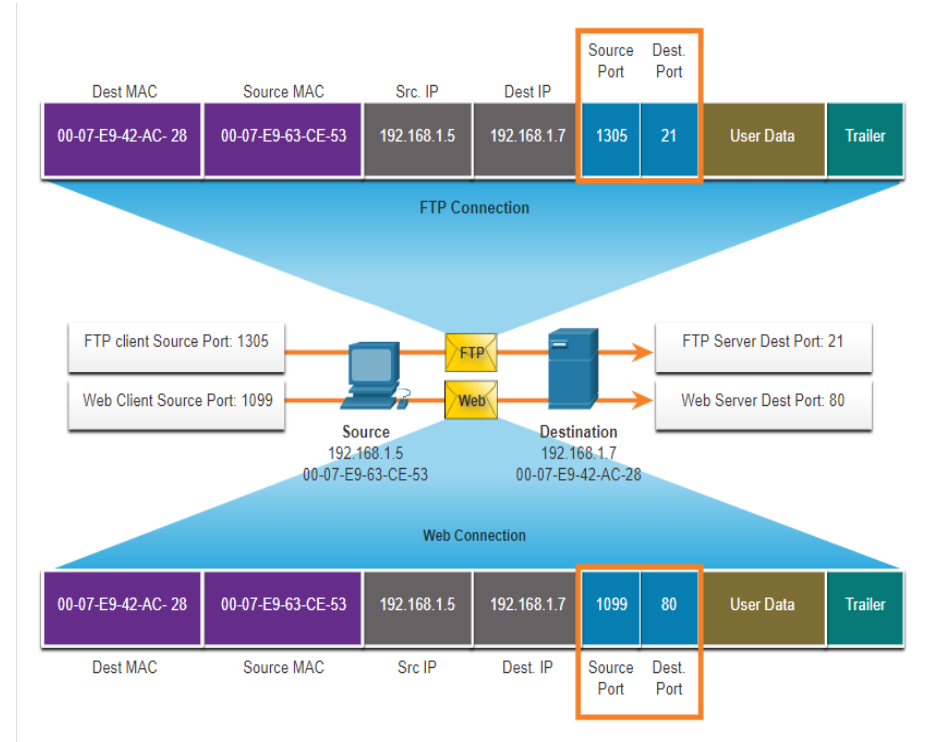 Source Dest.
Port Port
Dest MAC Source MAC Src. IP Dest IP
00-07-E9-42-AC- 28 00-07-E9-63-CE-53 192.168.1.5 192.168.1.7 1305 21 User Data Trailer
FTP Connection
FTP client Source Port: 1305 FTP FTP Server Dest Port: 21
Web Client Source Port: 1099 Web Web Server Dest Port: 80
Source Destination
192.168.1.5 192.168.1.7
00-07-E9-63-CE-53 00-07-E9-42-AC-28
Web Connection
00-07-E9-42-AC- 28 00-07-E9-63-CE-53 192.168.1.5 192.168.1.7 1099 80 User Data Trailer
Dest MAC Source MAC Src IP Dest. IP Source Dest.
Port Port